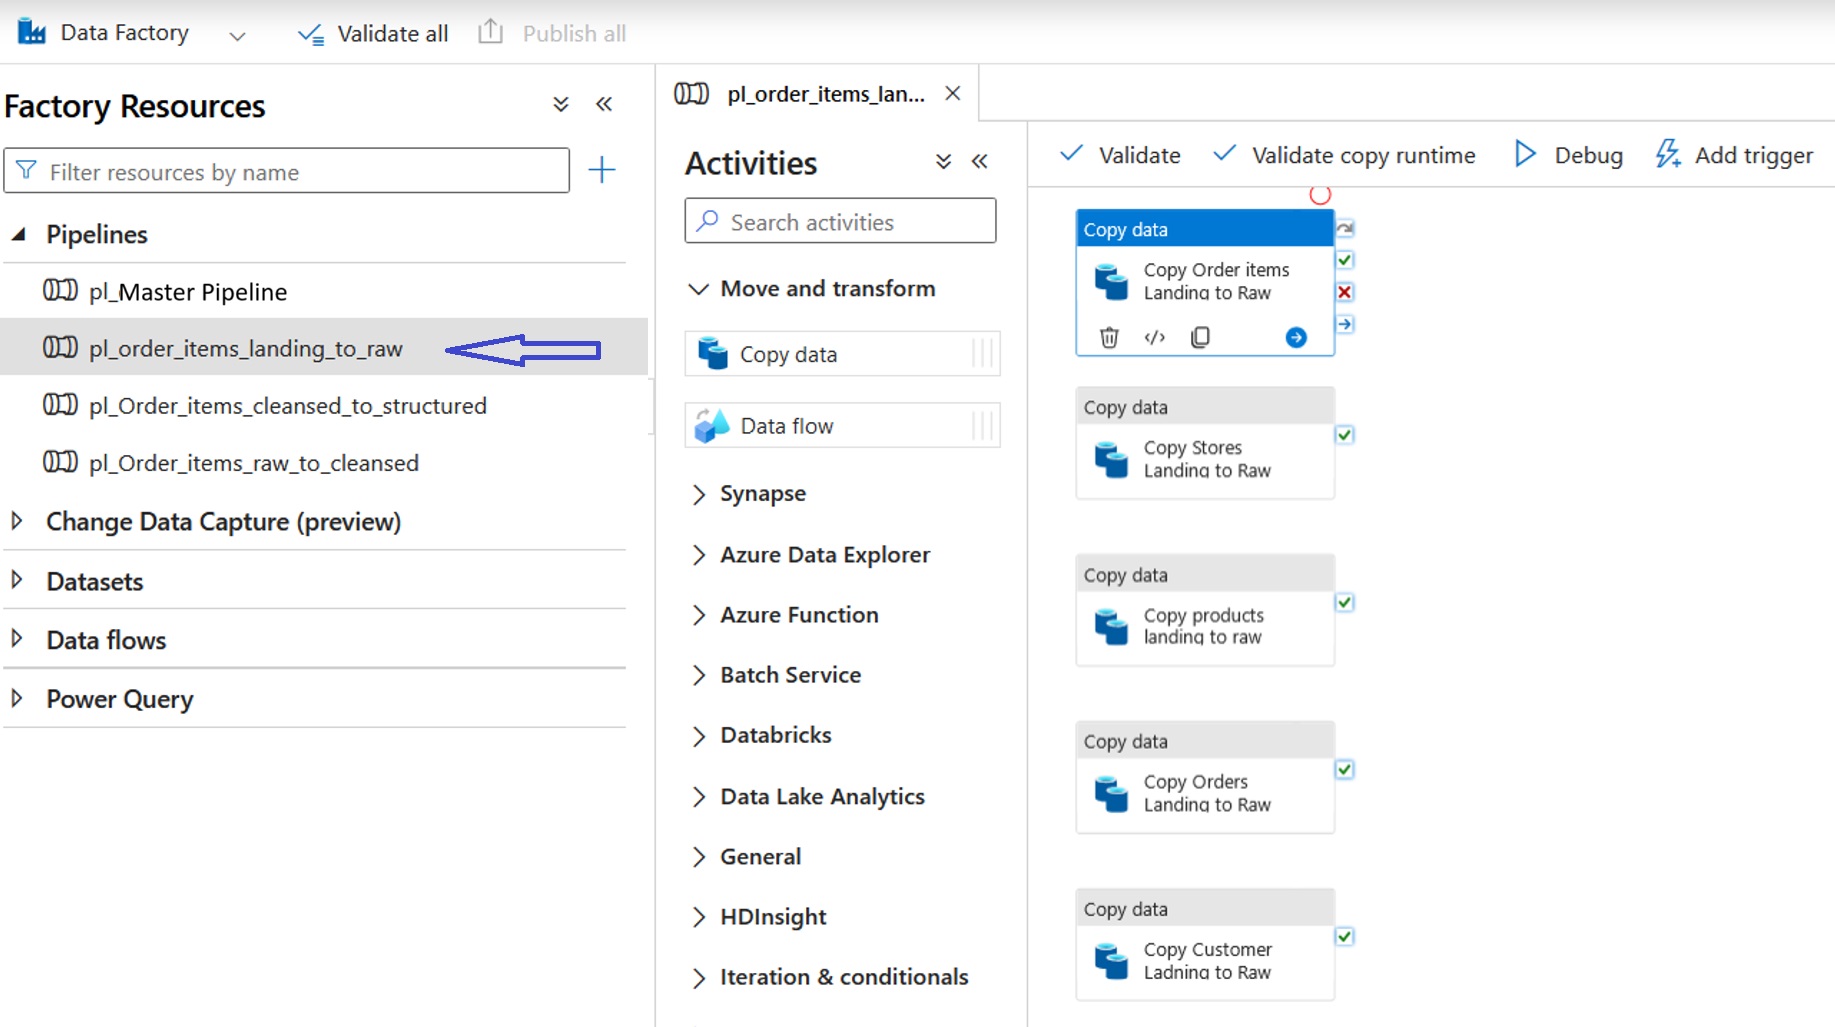 Data Factory
Validate all
Publish all
Factory Resources
Filter resources by name
Pipelines
pl_Master Pipeline
pl_order_items_landing_to_raw
pl_Order_items_cleansed_to_structured
pl_Order_items_raw_to_cleansed
Change Data Capture (preview)
Datasets
Data flows
Power Query
pl_order_items_lan...
Activities
Search activities
Move and transform
Copy data
Data flow
Synapse
Azure Data Explorer
Azure Function
Batch Service
Databricks
Data Lake Analytics
General
HDInsight
Iteration & conditionals
Validate
Validate copy runtime
Debug
Add trigger
Copy data
Copy Order items
Landing to Raw
Copy data
Copy Stores
Landing to Raw
Copy data
Copy products
landing to raw
Copy data
Copy Orders
Landing to Raw
Copy data
Copy Customer
Ladning to Raw